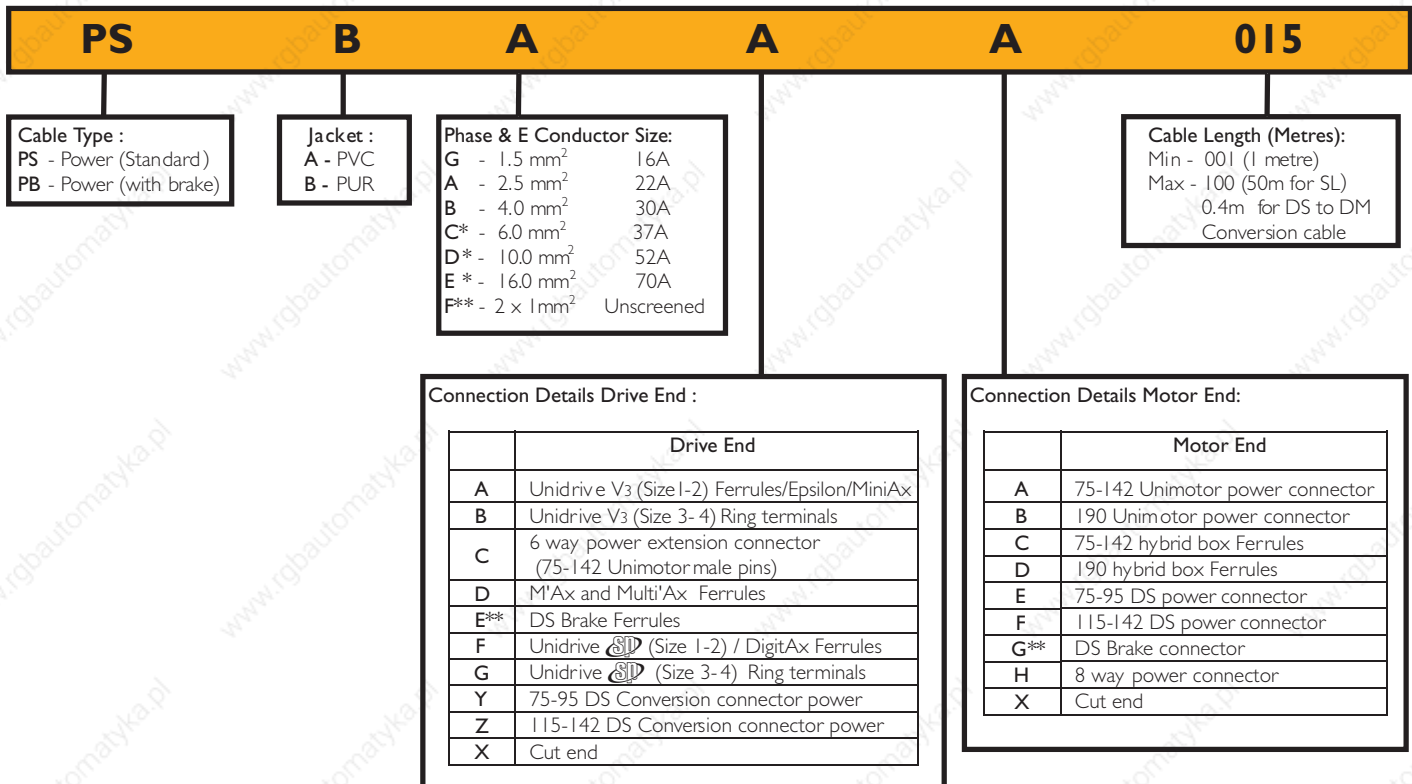 PS B A A A 015
Cable Type :
PS - Power (Standard)
PB - Power (with brake)
Jacket :
A - PVC
B - PUR
Phase & E Conductor Size:
G - 1.5 mm² 16A
A - 2.5 mm² 22A
B - 4.0 mm² 30A
C* - 6.0 mm² 37A
D* - 10.0 mm² 52A
E * - 16.0 mm² 70A
F** - 2 x 1mm² Unscreened
Cable Length (Metres):
Min - 001 (1 metre)
Max - 100 (50m for SL)
0.4m for DS to DM
Conversion cable
Connection Details Drive End :
Drive End
A Unidrive V3 (Size1-2) Ferrules/Epsilon/MiniAx
B Unidrive V3 (Size 3-4) Ring terminals
C 6 way power extension connector
(75-142 Unimotor male pins)
D M'Ax and Multi'Ax Ferrules
E** DS Brake Ferrules
F Unidrive SP (Size 1-2) / DigitAx Ferrules
G Unidrive SP (Size 3-4) Ring terminals
Y 75-95 DS Conversion connector power
Z 115-142 DS Conversion connector power
X Cut end
Connection Details Motor End:
Motor End
A 75-142 Unimotor power connector
B 190 Unimotor power connector
C 75-142 hybrid box Ferrules
D 190 hybrid box Ferrules
E 75-95 DS power connector
F 115-142 DS power connector
G** DS Brake connector
H 8 way power connector
X Cut end
www.rgbautomatyka.pl